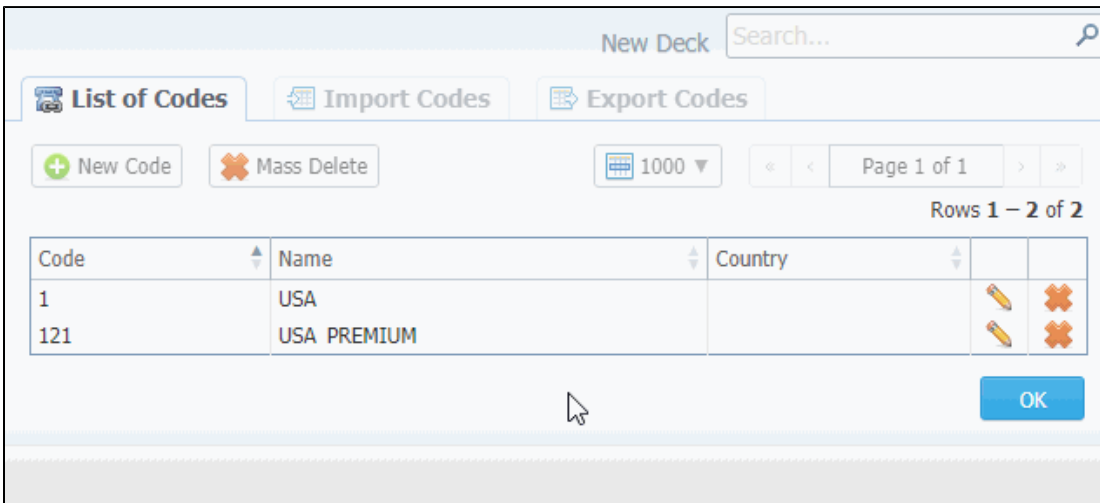 New Deck Search...
List of Codes Import Codes Export Codes
New Code Mass Delete 1000 ▼ « ‹ Page 1 of 1 › »
Rows 1 – 2 of 2
Code Name Country
1 USA
121 USA PREMIUM
OK